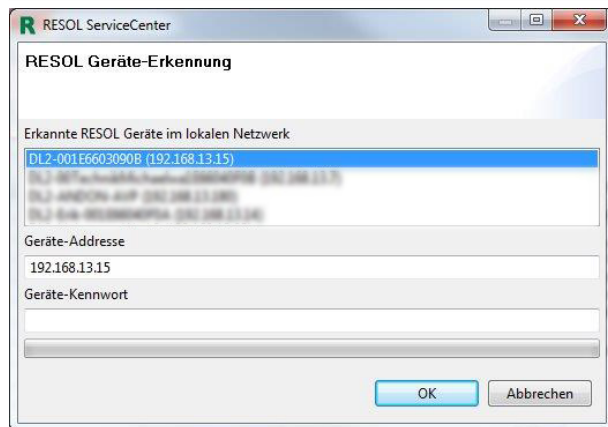 RESOL ServiceCenter
RESOL Geräte-Erkennung
Erkannte RESOL Geräte im lokalen Netzwerk
DL2-001E6603090B (192.168.13.15)
Geräte-Addresse
192.168.13.15
Geräte-Kennwort
OK Abbrechen